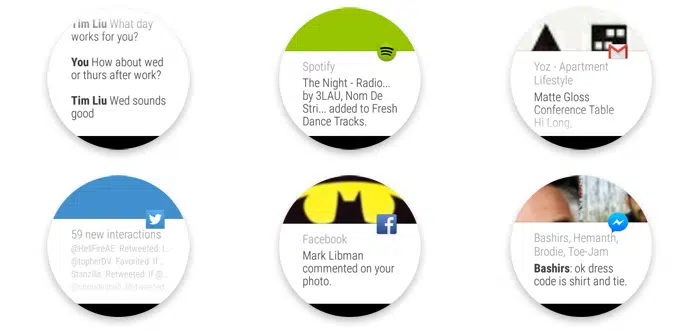 Tim Liu What day
works for you?
You How about wed
or thurs after work?
Tim Liu Wed sounds
good
Spotify
The Night - Radio...
by 3LAU, Nom De
Stri... added to Fresh
Dance Tracks.
Yoz - Apartment
Lifestyle
Matte Gloss
Conference Table
Hi Long,
59 new interactions
@HellFireAE Retweeted t...
@topherDV Favorited If ...
Stanzilla Retweeted If @...
Facebook
Mark Libman
commented on your
photo.
Bashirs, Hemanth,
Brodie, Toe-Jam
Bashirs: ok dress
code is shirt and tie.